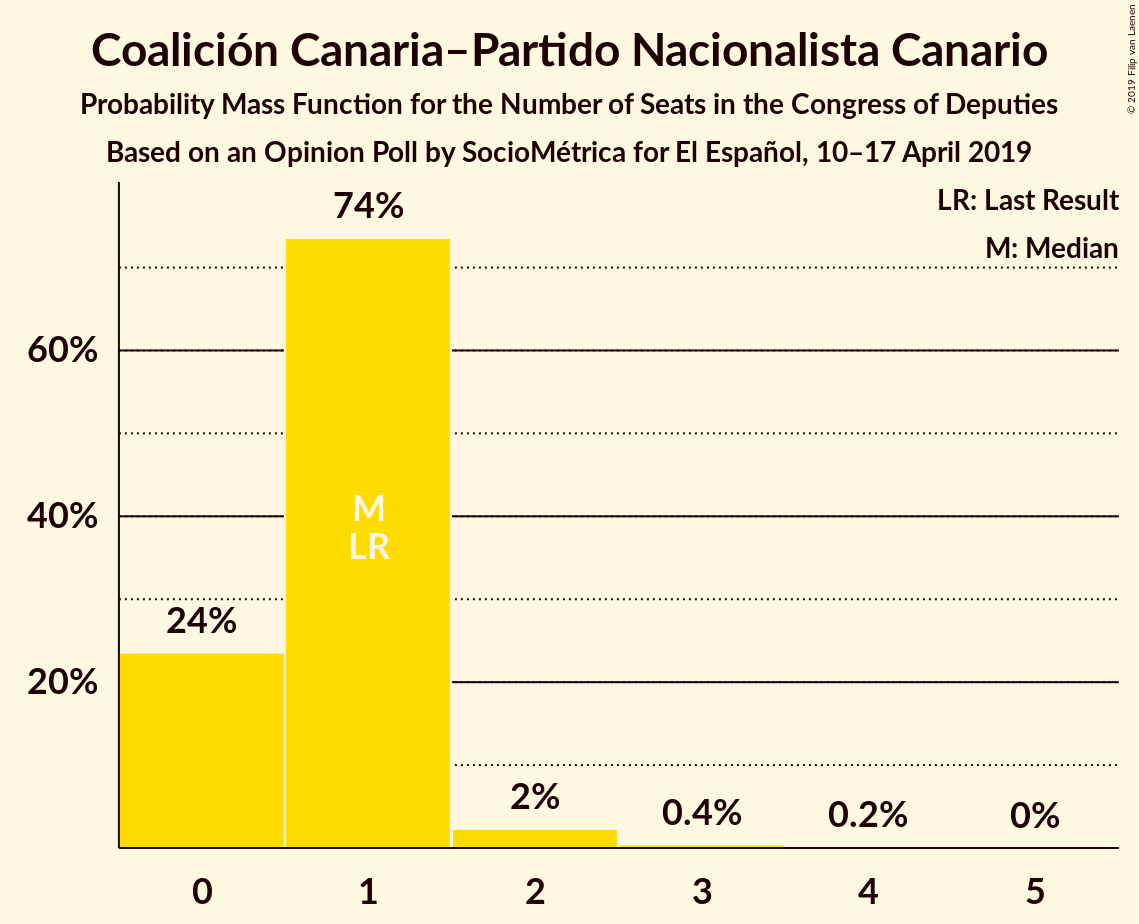 Coalición Canaria–Partido Nacionalista Canario
Probability Mass Function for the Number of Seats in the Congress of Deputies
Based on an Opinion Poll by SocioMétrica for El Español, 10–17 April 2019
© 2019 Filip van Laenen
LR: Last Result
M: Median
74%
60%
M
40%
LR
24%
20%
2%
0.4%
0.2%
0%
0 1 2 3 4 5